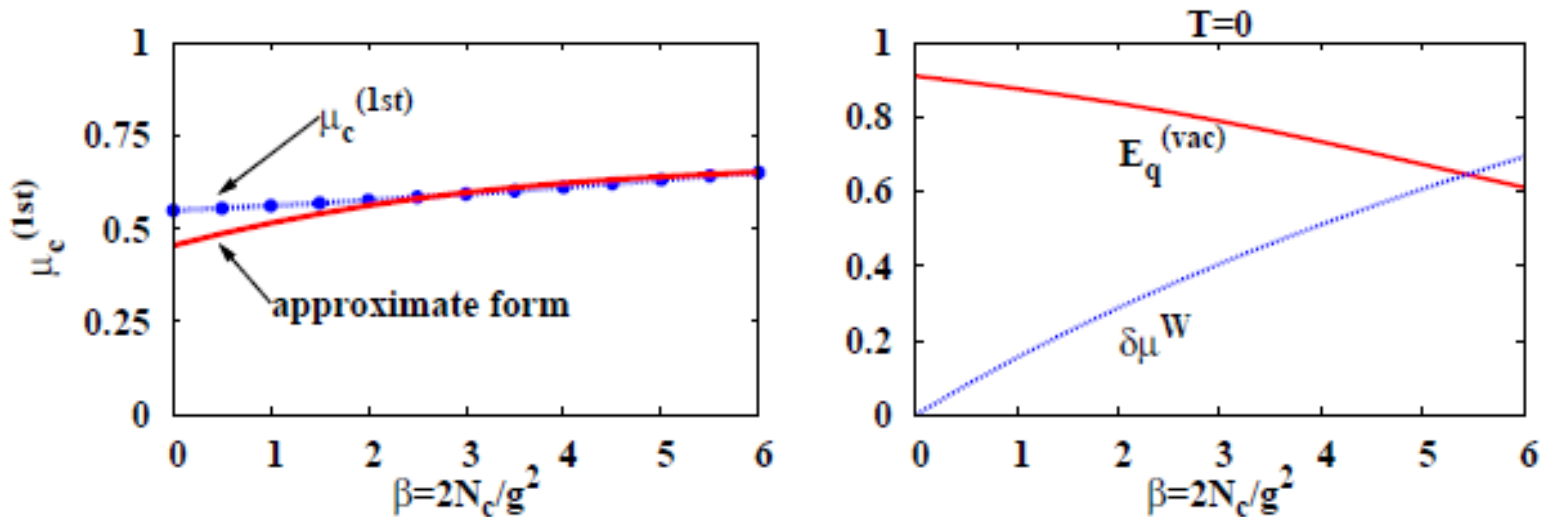 1
0.75
0.5
0.25
0
μc(1st)
μc(1st)
approximate form
0 1 2 3 4 5 6
β=2Nc/g2
T=0
1
0.8
0.6
0.4
0.2
0
Eq(vac)
δμW
0 1 2 3 4 5 6
β=2Nc/g2